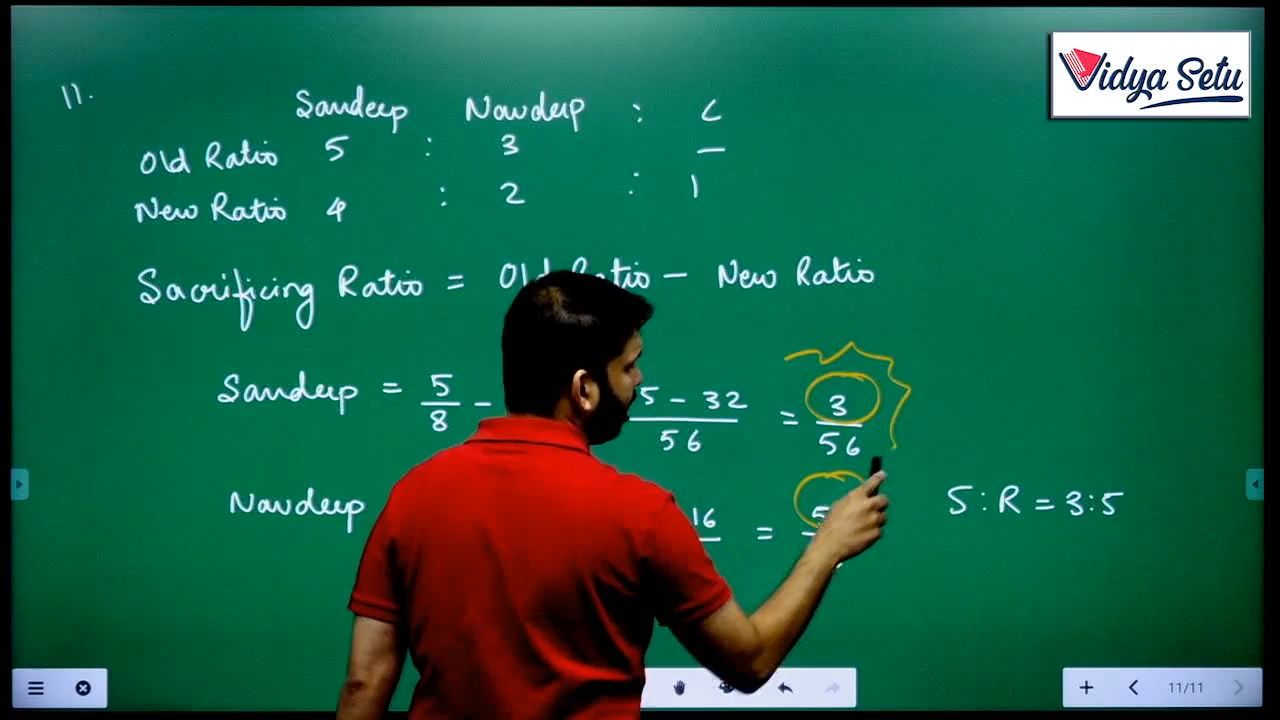 Vidya Setu
11.
Sandeep Navdeep : C
Old Ratio 5 : 3 —
New Ratio 4 : 2 : 1
Sacrificing Ratio = Old Ratio - New Ratio
Sandeep = 5/8 - 5 - 32/56 = 3/56
Navdeep 16 = 5
S:R = 3:5
11/11